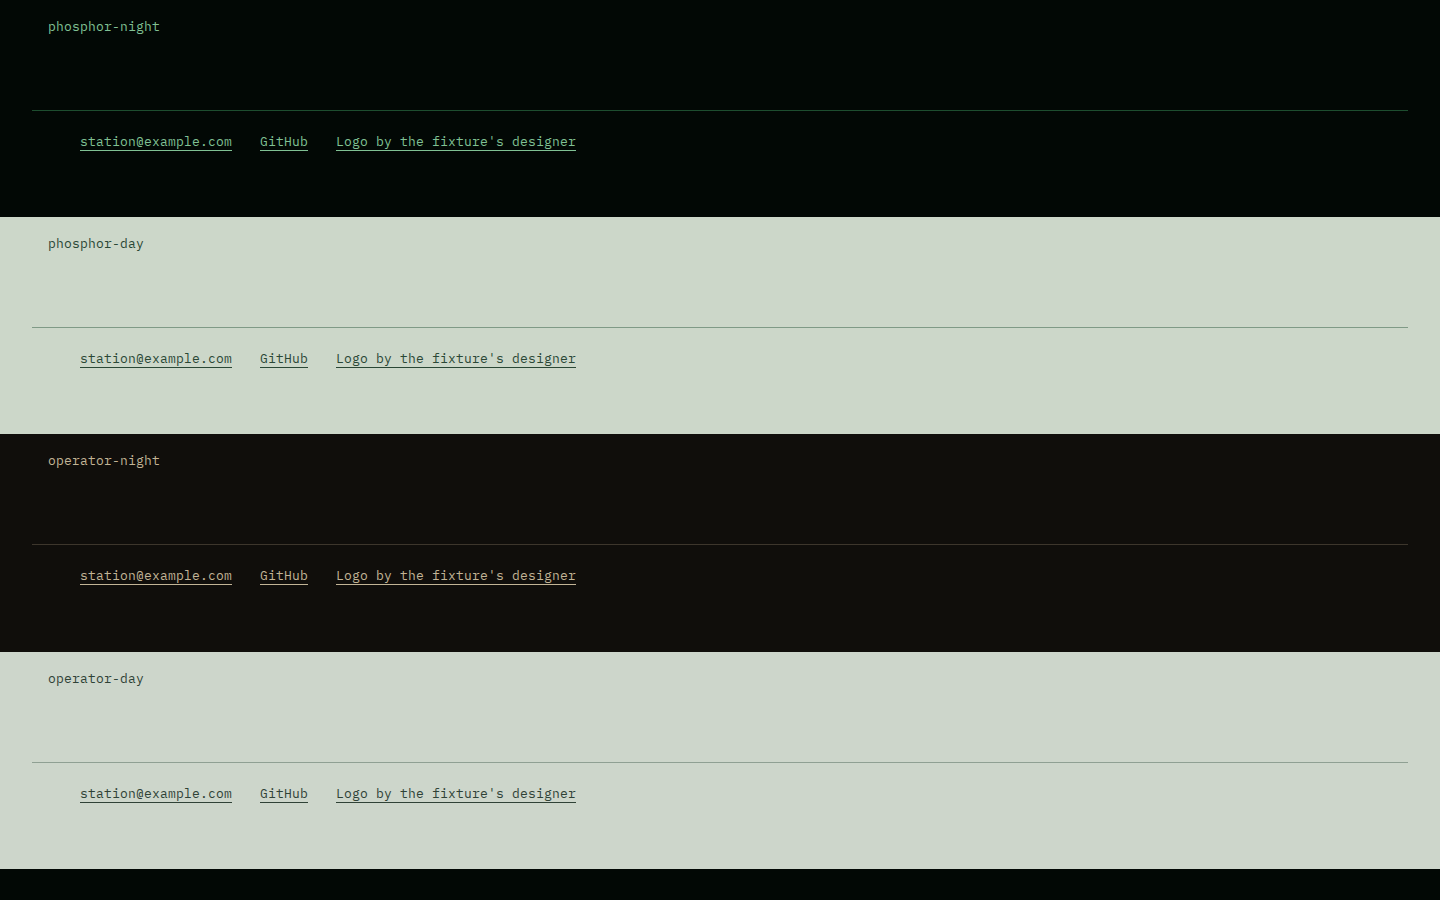 phosphor-night
station@example.com GitHub Logo by the fixture's designer
phosphor-day
station@example.com GitHub Logo by the fixture's designer
operator-night
station@example.com GitHub Logo by the fixture's designer
operator-day
station@example.com GitHub Logo by the fixture's designer